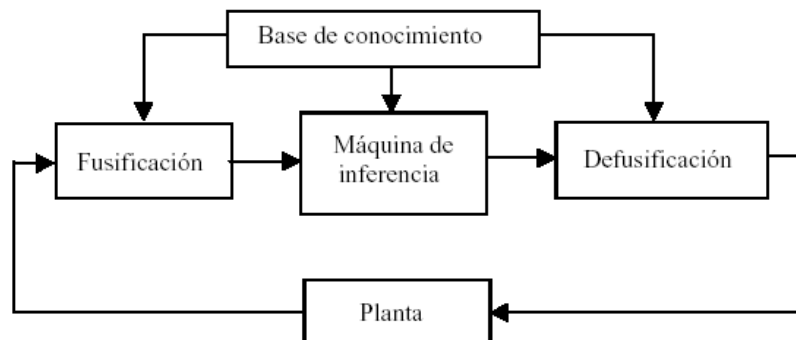 Base de conocimiento
Fusificación
Máquina de
inferencia
Defusificación
Planta